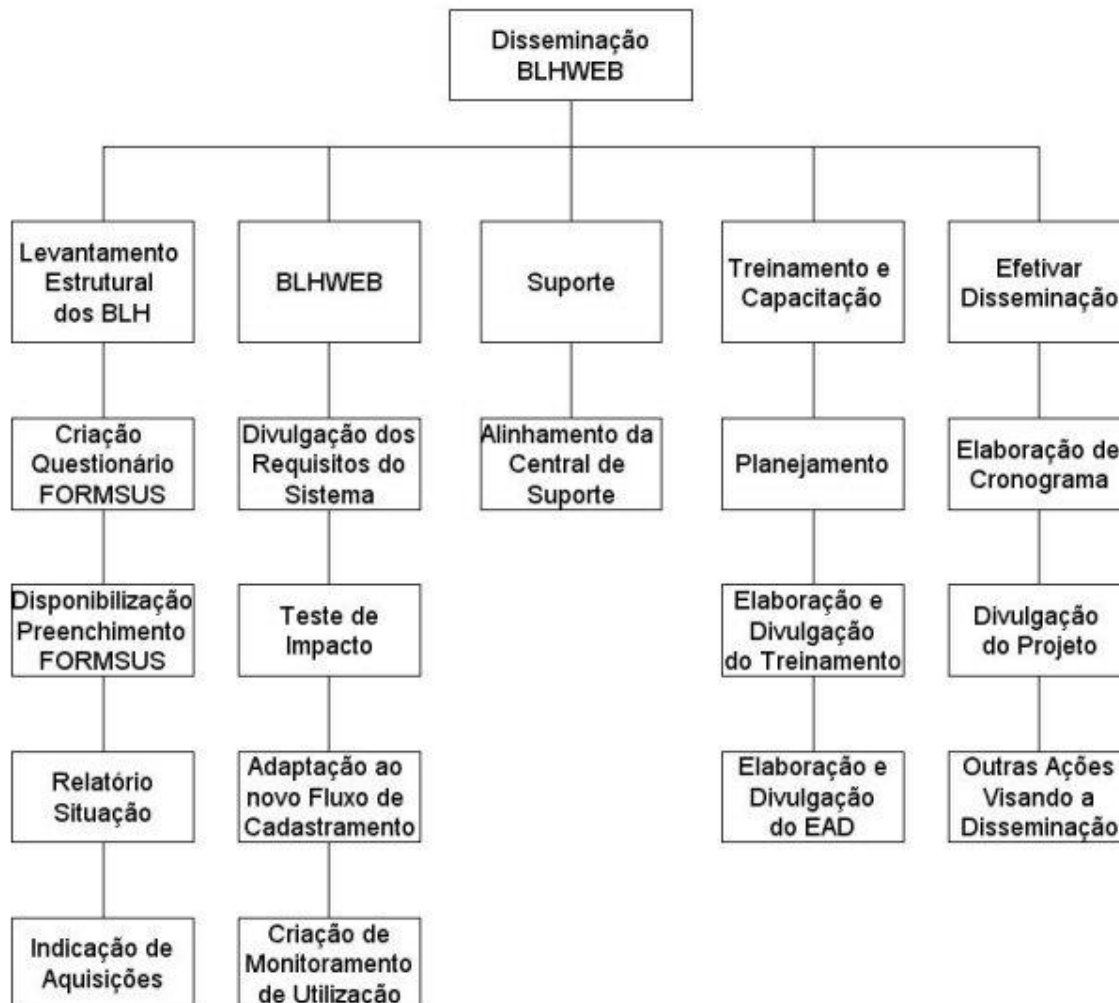 Disseminação
BLHWEB
Levantamento
Estrutural
dos BLH
BLHWEB
Suporte
Treinamento e
Capacitação
Efetivar
Disseminação
Criação
Questionário
FORMSUS
Divulgação dos
Requisitos do
Sistema
Alinhamento da
Central de
Suporte
Planejamento
Elaboração de
Cronograma
Disponibilização
Preenchimento
FORMSUS
Teste de
Impacto
Elaboração e
Divulgação
do Treinamento
Divulgação
do Projeto
Relatório
Situação
Adaptação ao
novo Fluxo de
Cadastramento
Elaboração e
Divulgação
do EAD
Outras Ações
Visando a
Disseminação
Indicação de
Aquisições
Criação de
Monitoramento
de Utilização